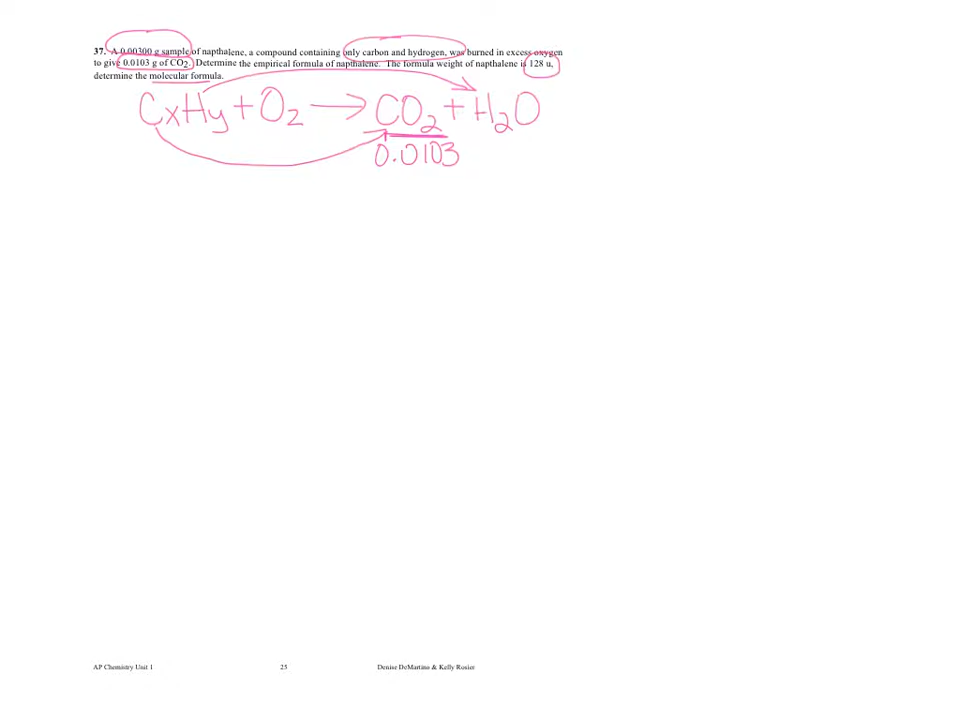 37. A 0.00300 g sample of napthalene, a compound containing only carbon and hydrogen, was burned in excess oxygen
to give 0.0103 g of CO2. Determine the empirical formula of napthalene. The formula weight of napthalene is 128 u,
determine the molecular formula.
CxHy + O2 → CO2 + H2O
0.0103
AP Chemistry Unit 1 25 Denise DeMartino & Kelly Rosier